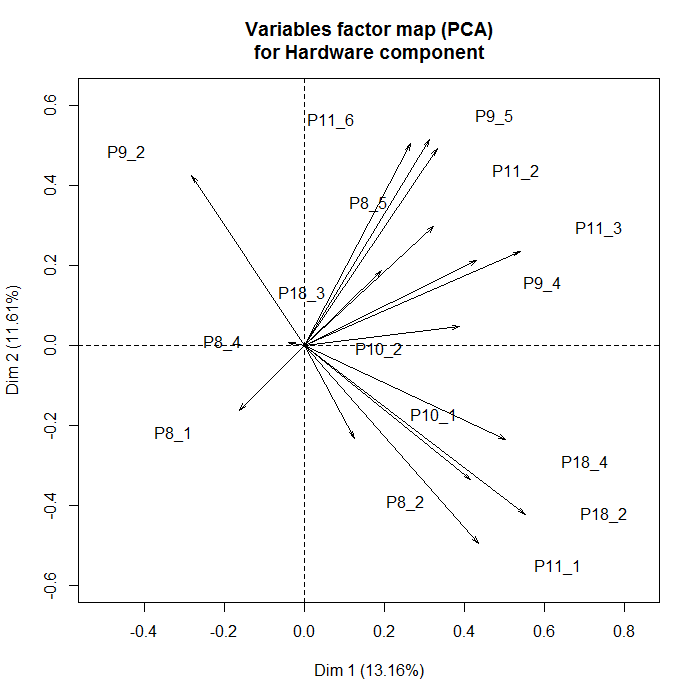 Variables factor map (PCA)
for Hardware component
Dim 2 (11.61%)
0.6
0.4
0.2
0.0
-0.2
-0.4
-0.6
P11_6
P9_5
P9_2
P11_2
P8_5
P11_3
P18_3
P9_4
P8_4
P10_2
P10_1
P8_1
P18_4
P8_2
P18_2
P11_1
-0.4
-0.2
0.0
0.2
0.4
0.6
0.8
Dim 1 (13.16%)